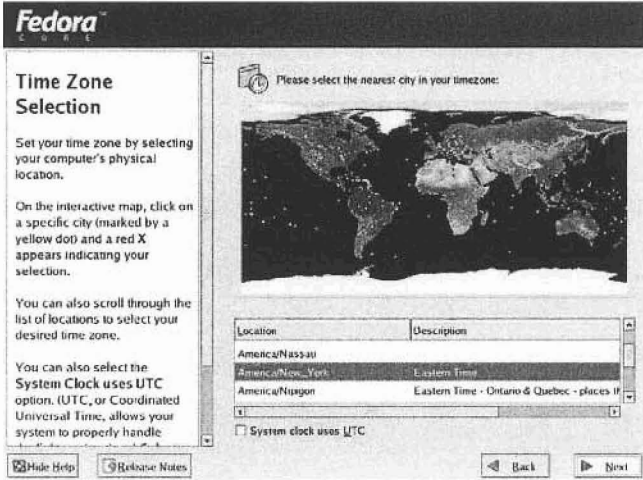 Fedora™
CORE
Time Zone
Selection
Set your time zone by selecting
your computer's physical
location.
On the interactive map, click on
a specific city (marked by a
yellow dot) and a red X
appears indicating your
selection.
You can also scroll through the
list of locations to select your
desired time zone.
You can also select the
System Clock uses UTC
option. (UTC, or Coordinated
Universal Time, allows your
system to properly handle
Please select the nearest city in your timezone:
Location Description
America/Nassau
America/New_York Eastern Time
America/Nipigon Eastern Time - Ontario & Quebec - places th
System clock uses UTC
Hide Help Release Notes Back Next